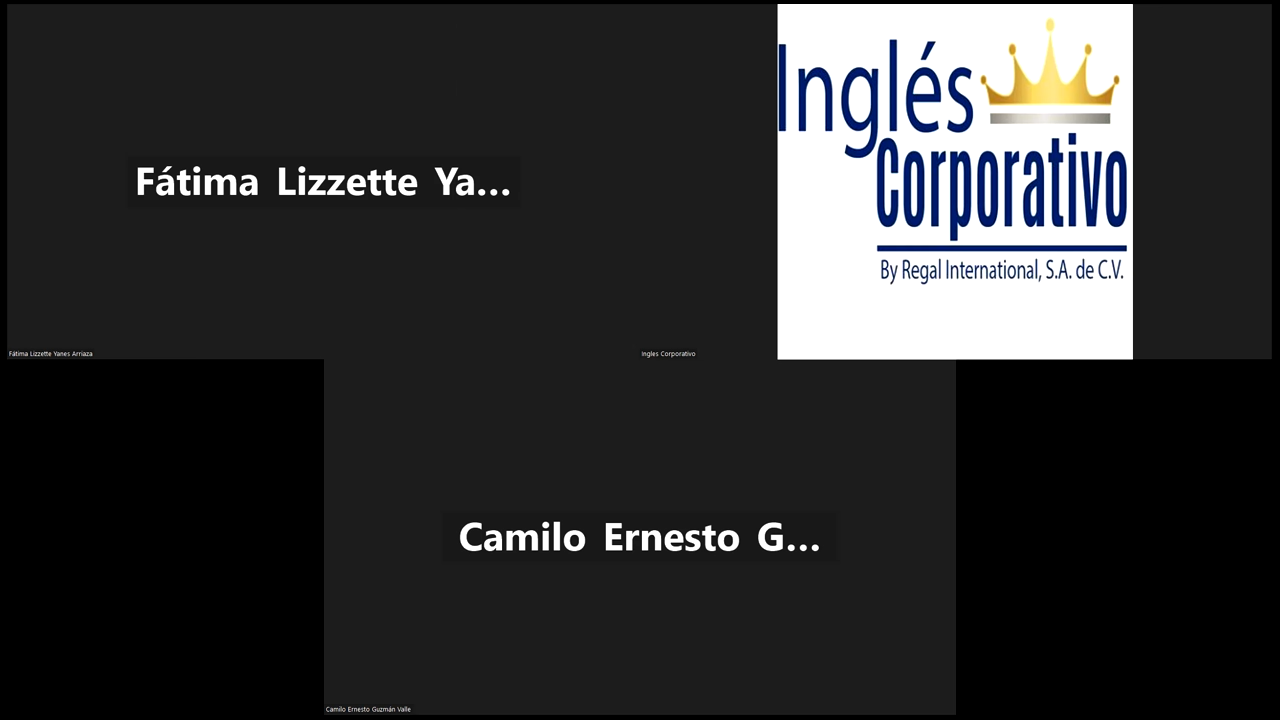 Fátima Lizzette Ya...
Fátima Lizzette Yanes Arriaza
Inglés
Corporativo
By Regal International, S.A. de C.V.
Ingles Corporativo
Camilo Ernesto G...
Camilo Ernesto Guzmán Valle